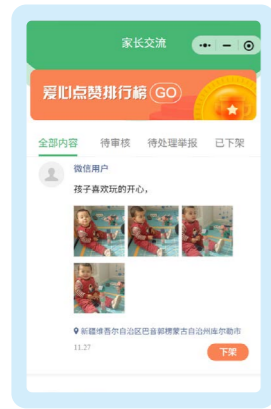 家长交流
爱心点赞排行榜 GO
全部内容 待审核 待处理举报 已下架
微信用户
孩子喜欢玩的开心，
新疆维吾尔自治区巴音郭楞蒙古自治州库尔勒市
11.27
下架